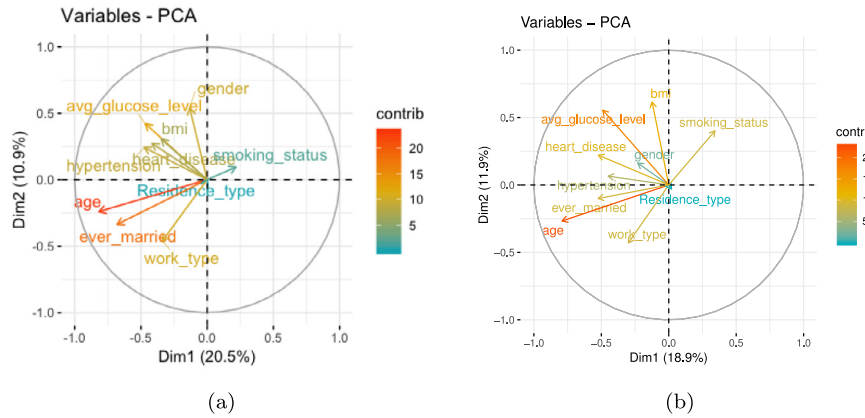 Variables - PCA
1.0
0.5
0.0
-0.5
-1.0
Dim2 (10.9%)
gender
avg_glucose_level
bmi
smoking_status
heart_disease
hypertension
Residence_type
age
ever_married
work_type
-1.0 -0.5 0.0 0.5 1.0
Dim1 (20.5%)
contrib
20
15
10
5
(a)
Variables − PCA
1.0
0.5
0.0
−0.5
−1.0
Dim2 (11.9%)
bmi
avg_glucose_level
smoking_status
heart_disease
gender
hypertension
Residence_type
ever_married
age
work_type
−1.0 −0.5 0.0 0.5 1.0
Dim1 (18.9%)
contr
5
(b)